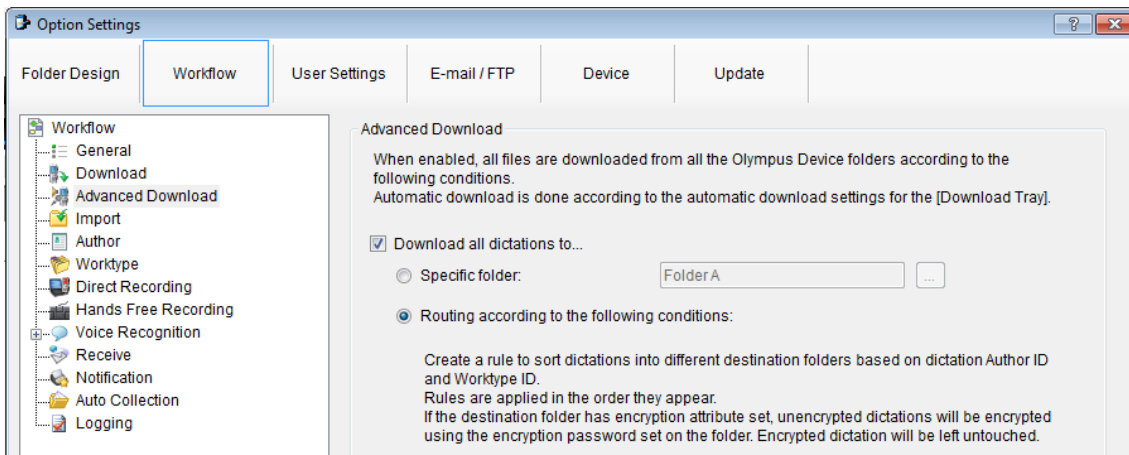 Option Settings
Folder Design
Workflow
User Settings
E-mail / FTP
Device
Update
Workflow
General
Download
Advanced Download
Import
Author
Worktype
Direct Recording
Hands Free Recording
Voice Recognition
Receive
Notification
Auto Collection
Logging
Advanced Download
When enabled, all files are downloaded from all the Olympus Device folders according to the
following conditions.
Automatic download is done according to the automatic download settings for the [Download Tray].
Download all dictations to...
Specific folder:
Folder A
...
Routing according to the following conditions:
Create a rule to sort dictations into different destination folders based on dictation Author ID
and Worktype ID.
Rules are applied in the order they appear.
If the destination folder has encryption attribute set, unencrypted dictations will be encrypted
using the encryption password set on the folder. Encrypted dictation will be left untouched.